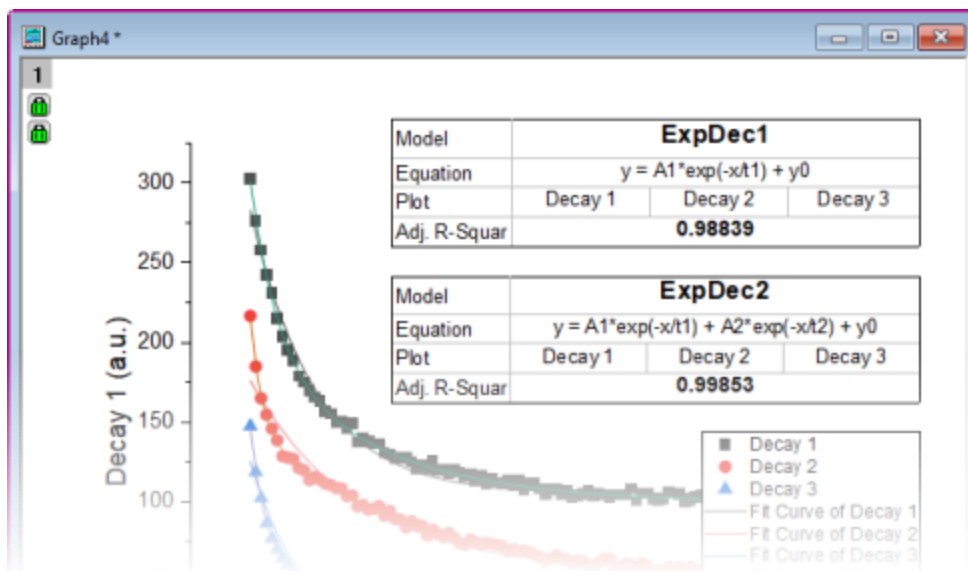 Graph4 *
1
Model ExpDec1
Equation y = A1*exp(-x/t1) + y0
Plot Decay 1 Decay 2 Decay 3
Adj. R-Squar 0.98839
Model ExpDec2
Equation y = A1*exp(-x/t1) + A2*exp(-x/t2) + y0
Plot Decay 1 Decay 2 Decay 3
Adj. R-Squar 0.99853
300
250
200
150
100
Decay 1 (a.u.)
Decay 1
Decay 2
Decay 3
Fit Curve of Decay 1
Fit Curve of Decay 2
Fit Curve of Decay 3